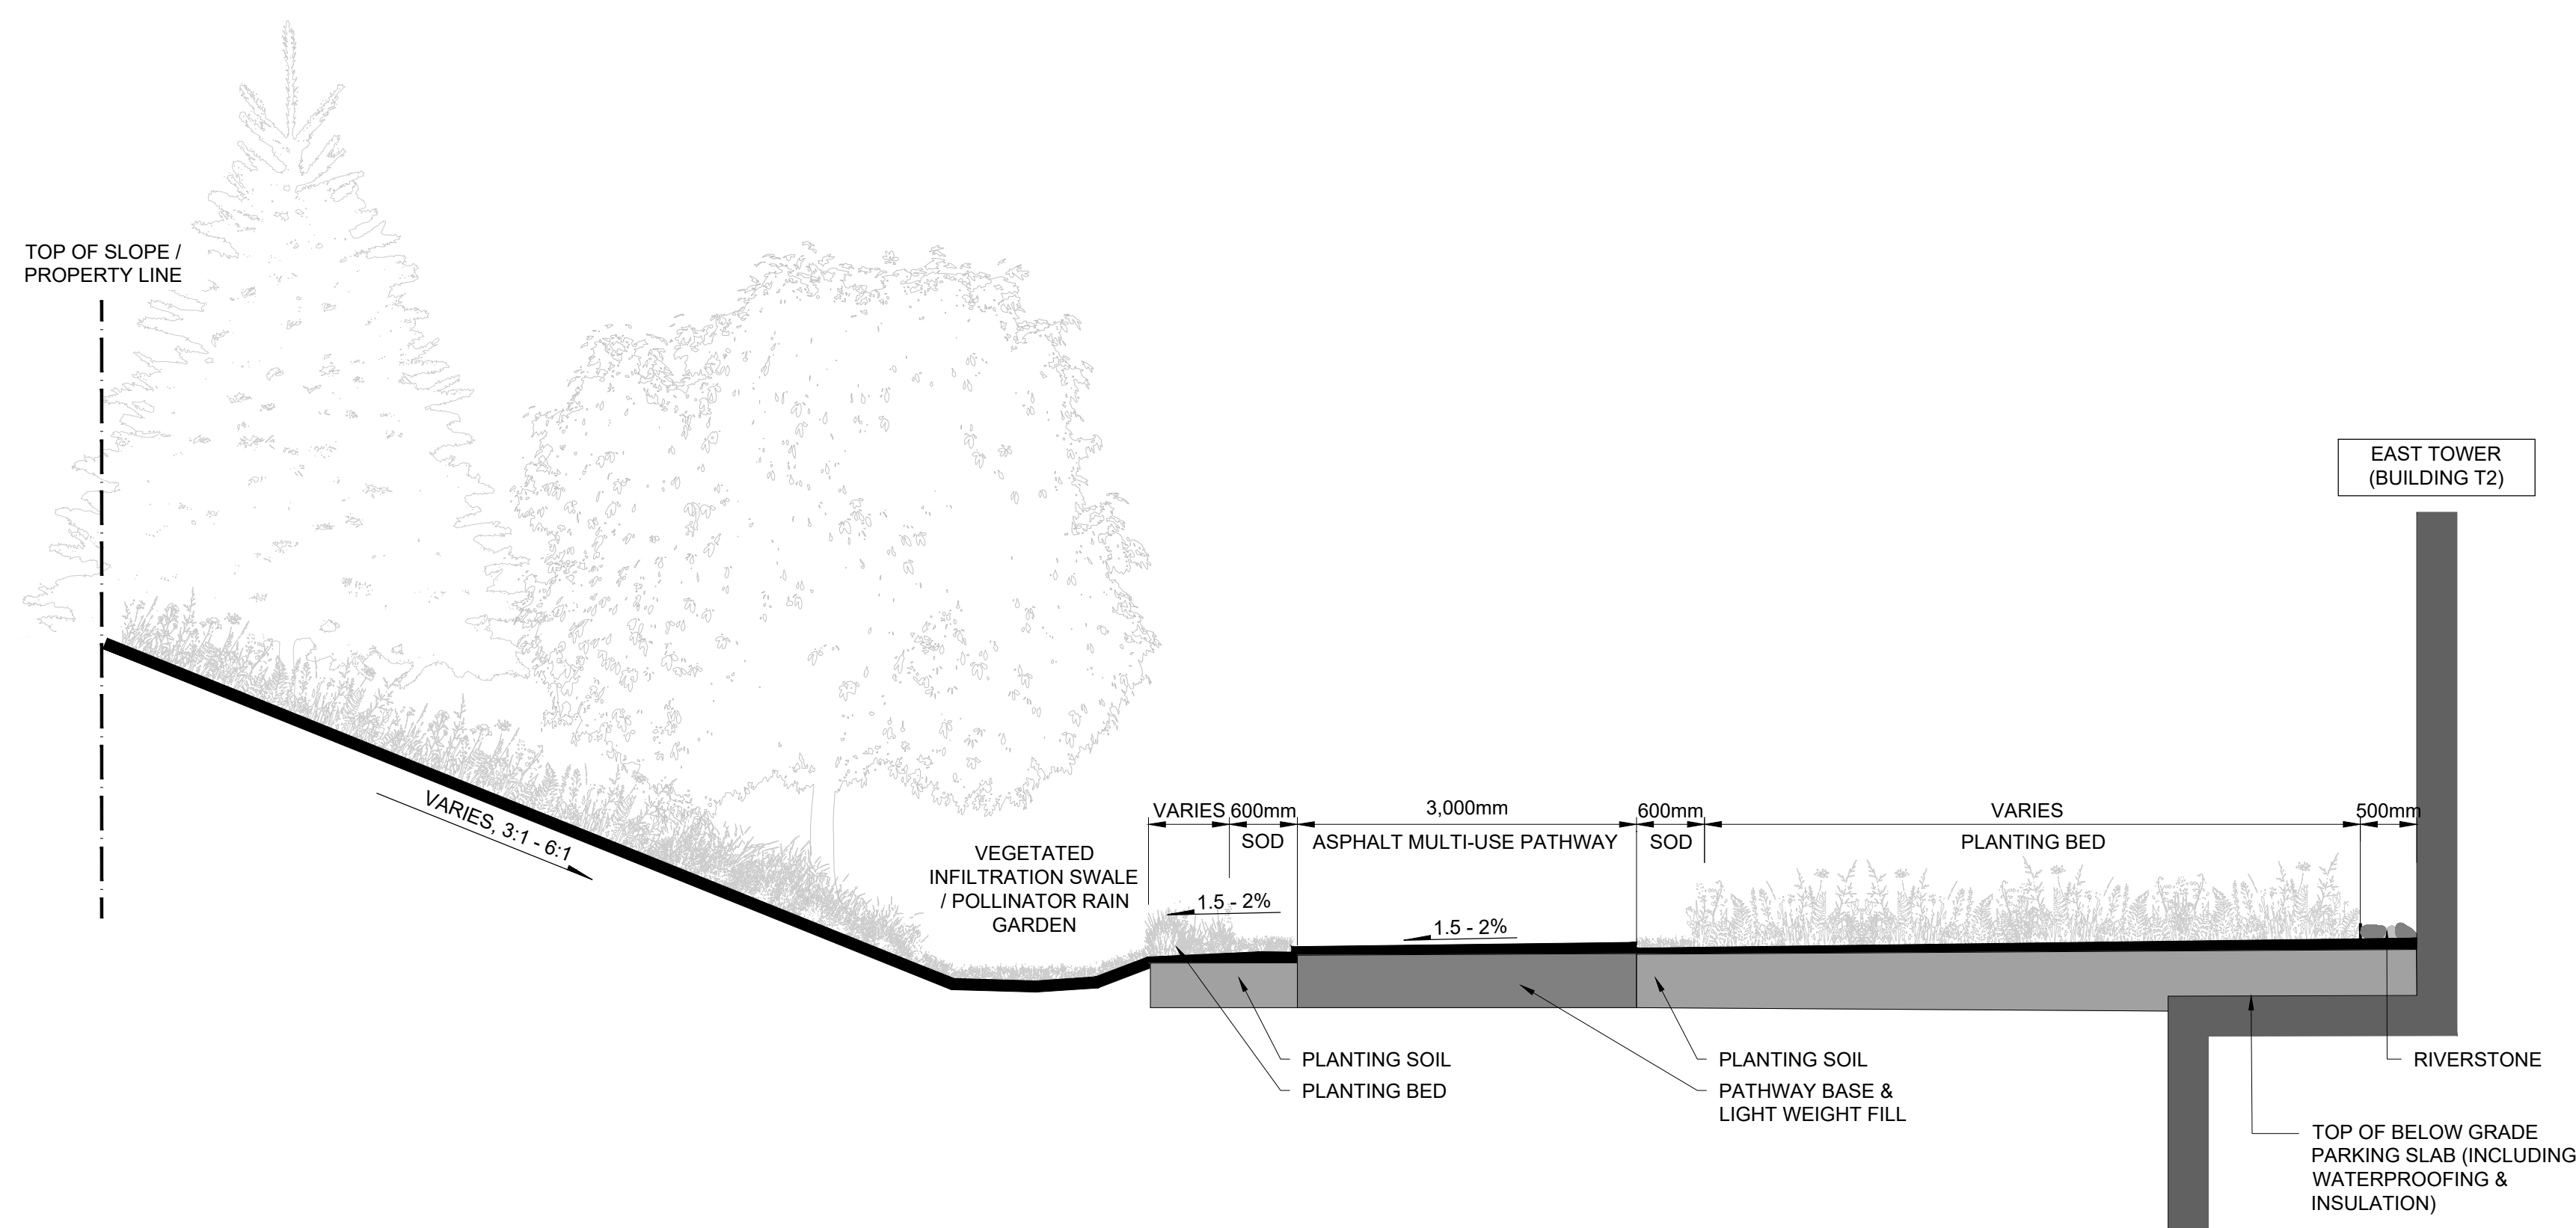 TOP OF SLOPE /
PROPERTY LINE
EAST TOWER
(BUILDING T2)
VARIES, 3:1 - 6:1
VEGETATED
INFILTRATION SWALE
/ POLLINATOR RAIN
GARDEN
VARIES
600mm
SOD
3,000mm
ASPHALT MULTI-USE PATHWAY
600mm
SOD
VARIES
PLANTING BED
500mm
1.5 - 2%
1.5 - 2%
PLANTING SOIL
PLANTING BED
PLANTING SOIL
PATHWAY BASE &
LIGHT WEIGHT FILL
RIVERSTONE
TOP OF BELOW GRADE
PARKING SLAB (INCLUDING
WATERPROOFING &
INSULATION)